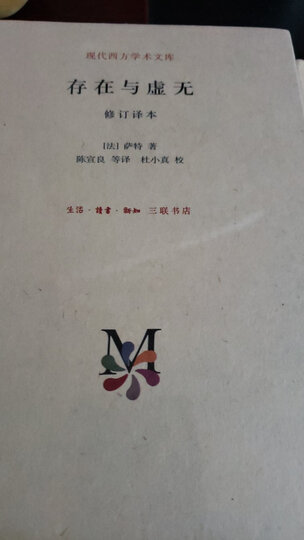 现代西方学术文库
存在与虚无
修订译本
[法] 萨特 著
陈宣良 等译 杜小真 校
生活·读书·新知 三联书店
M